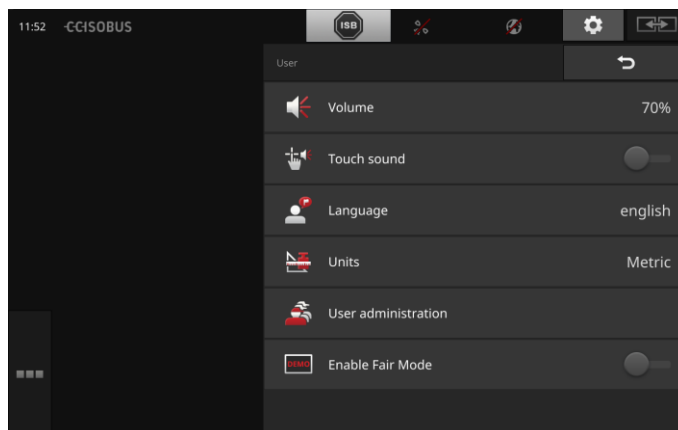 11:52 CCISOBUS
ISB
User
Volume 70%
Touch sound
Language english
Units Metric
User administration
DEMO Enable Fair Mode